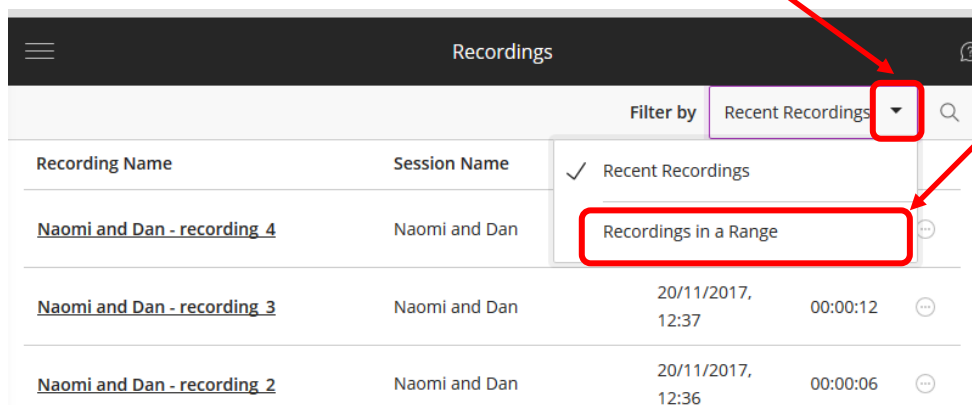 Recordings
Filter by Recent Recordings
Recording Name Session Name
Recent Recordings
Recordings in a Range
Naomi and Dan - recording_4 Naomi and Dan
Naomi and Dan - recording_3 Naomi and Dan 20/11/2017, 00:00:12
12:37
Naomi and Dan - recording_2 Naomi and Dan 20/11/2017, 00:00:06
12:36